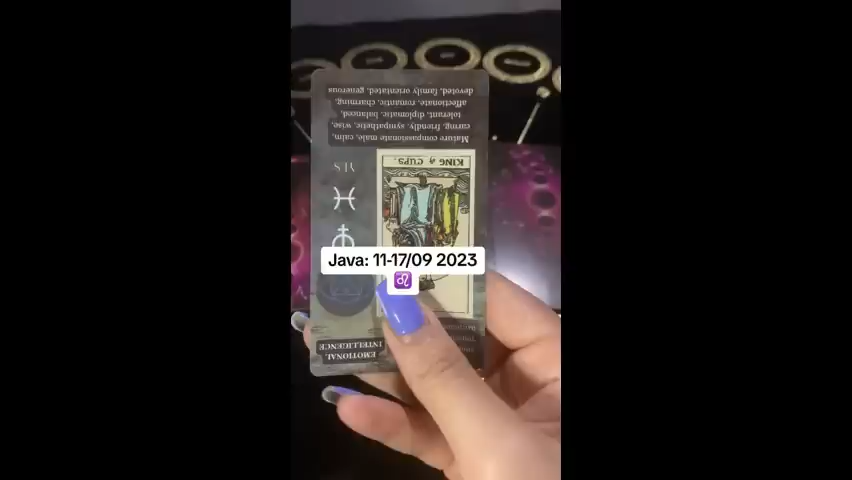 Java: 11-17/09 2023
♌
devoted, family orientated, generous
affectionate, romantic, charming,
tolerant, diplomatic, balanced,
caring, friendly, sympathetic, wise,
Mature compassionate male, calm,
YES
KING of CUPS.
EMOTIONAL
INTELLIGENCE